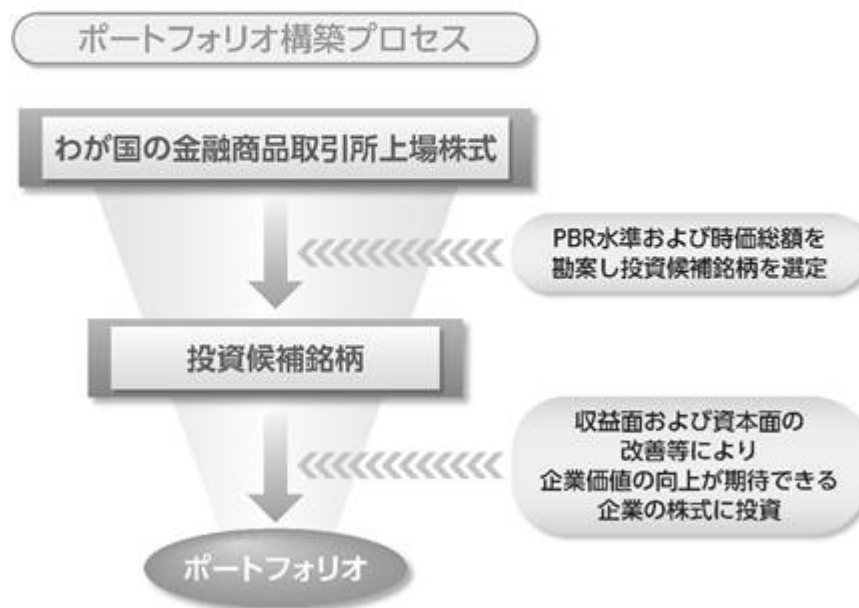 ポートフォリオ構築プロセス
わが国の金融商品取引所上場株式
PBR水準および時価総額を
勘案し投資候補銘柄を選定
投資候補銘柄
収益面および資本面の
改善等により
企業価値の向上が期待できる
企業の株式に投資
ポートフォリオ